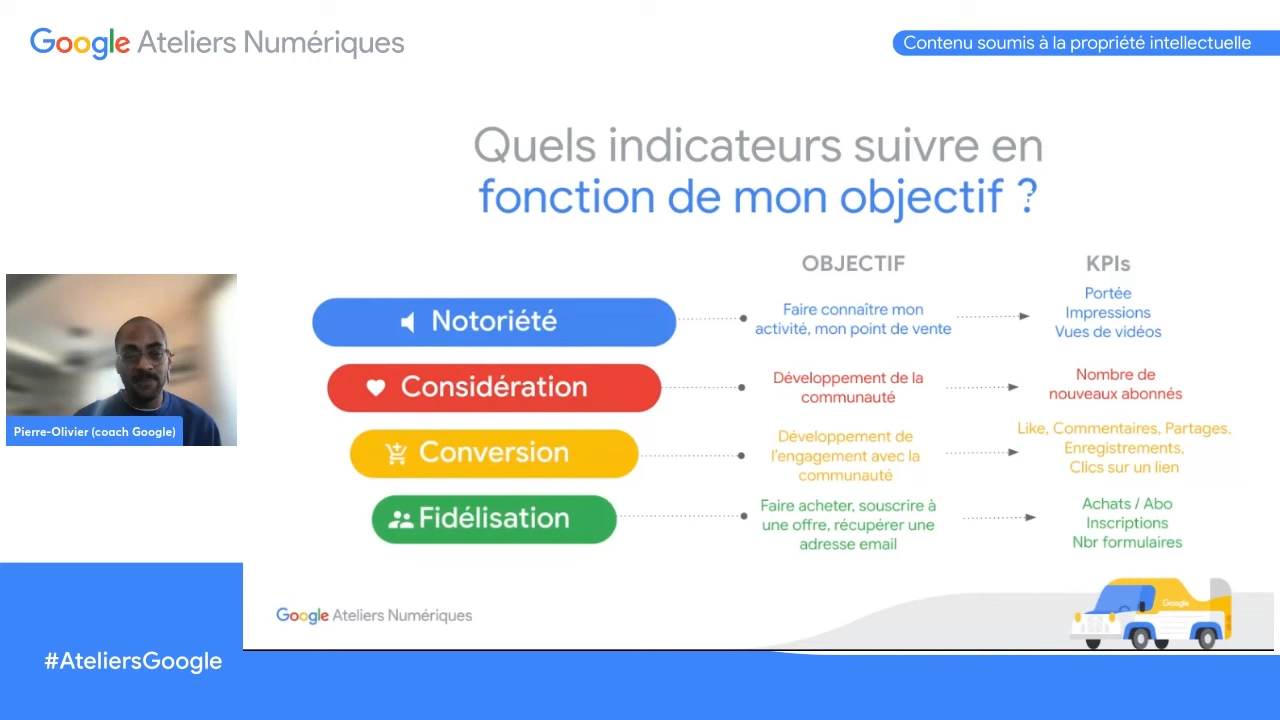 Google Ateliers Numériques
Contenu soumis à la propriété intellectuelle
Quels indicateurs suivre en
fonction de mon objectif ?
OBJECTIF
KPIs
Notoriété
Faire connaître mon
activité, mon point de vente
Portée
Impressions
Vues de vidéos
Considération
Développement de la
communauté
Nombre de
nouveaux abonnés
Conversion
Développement de
l'engagement avec la
communauté
Like, Commentaires, Partages,
Enregistrements,
Clics sur un lien
Fidélisation
Faire acheter, souscrire à
une offre, récupérer une
adresse email
Achats / Abo
Inscriptions
Nbr formulaires
Pierre-Olivier (coach Google)
Google
Google Ateliers Numériques
#AteliersGoogle